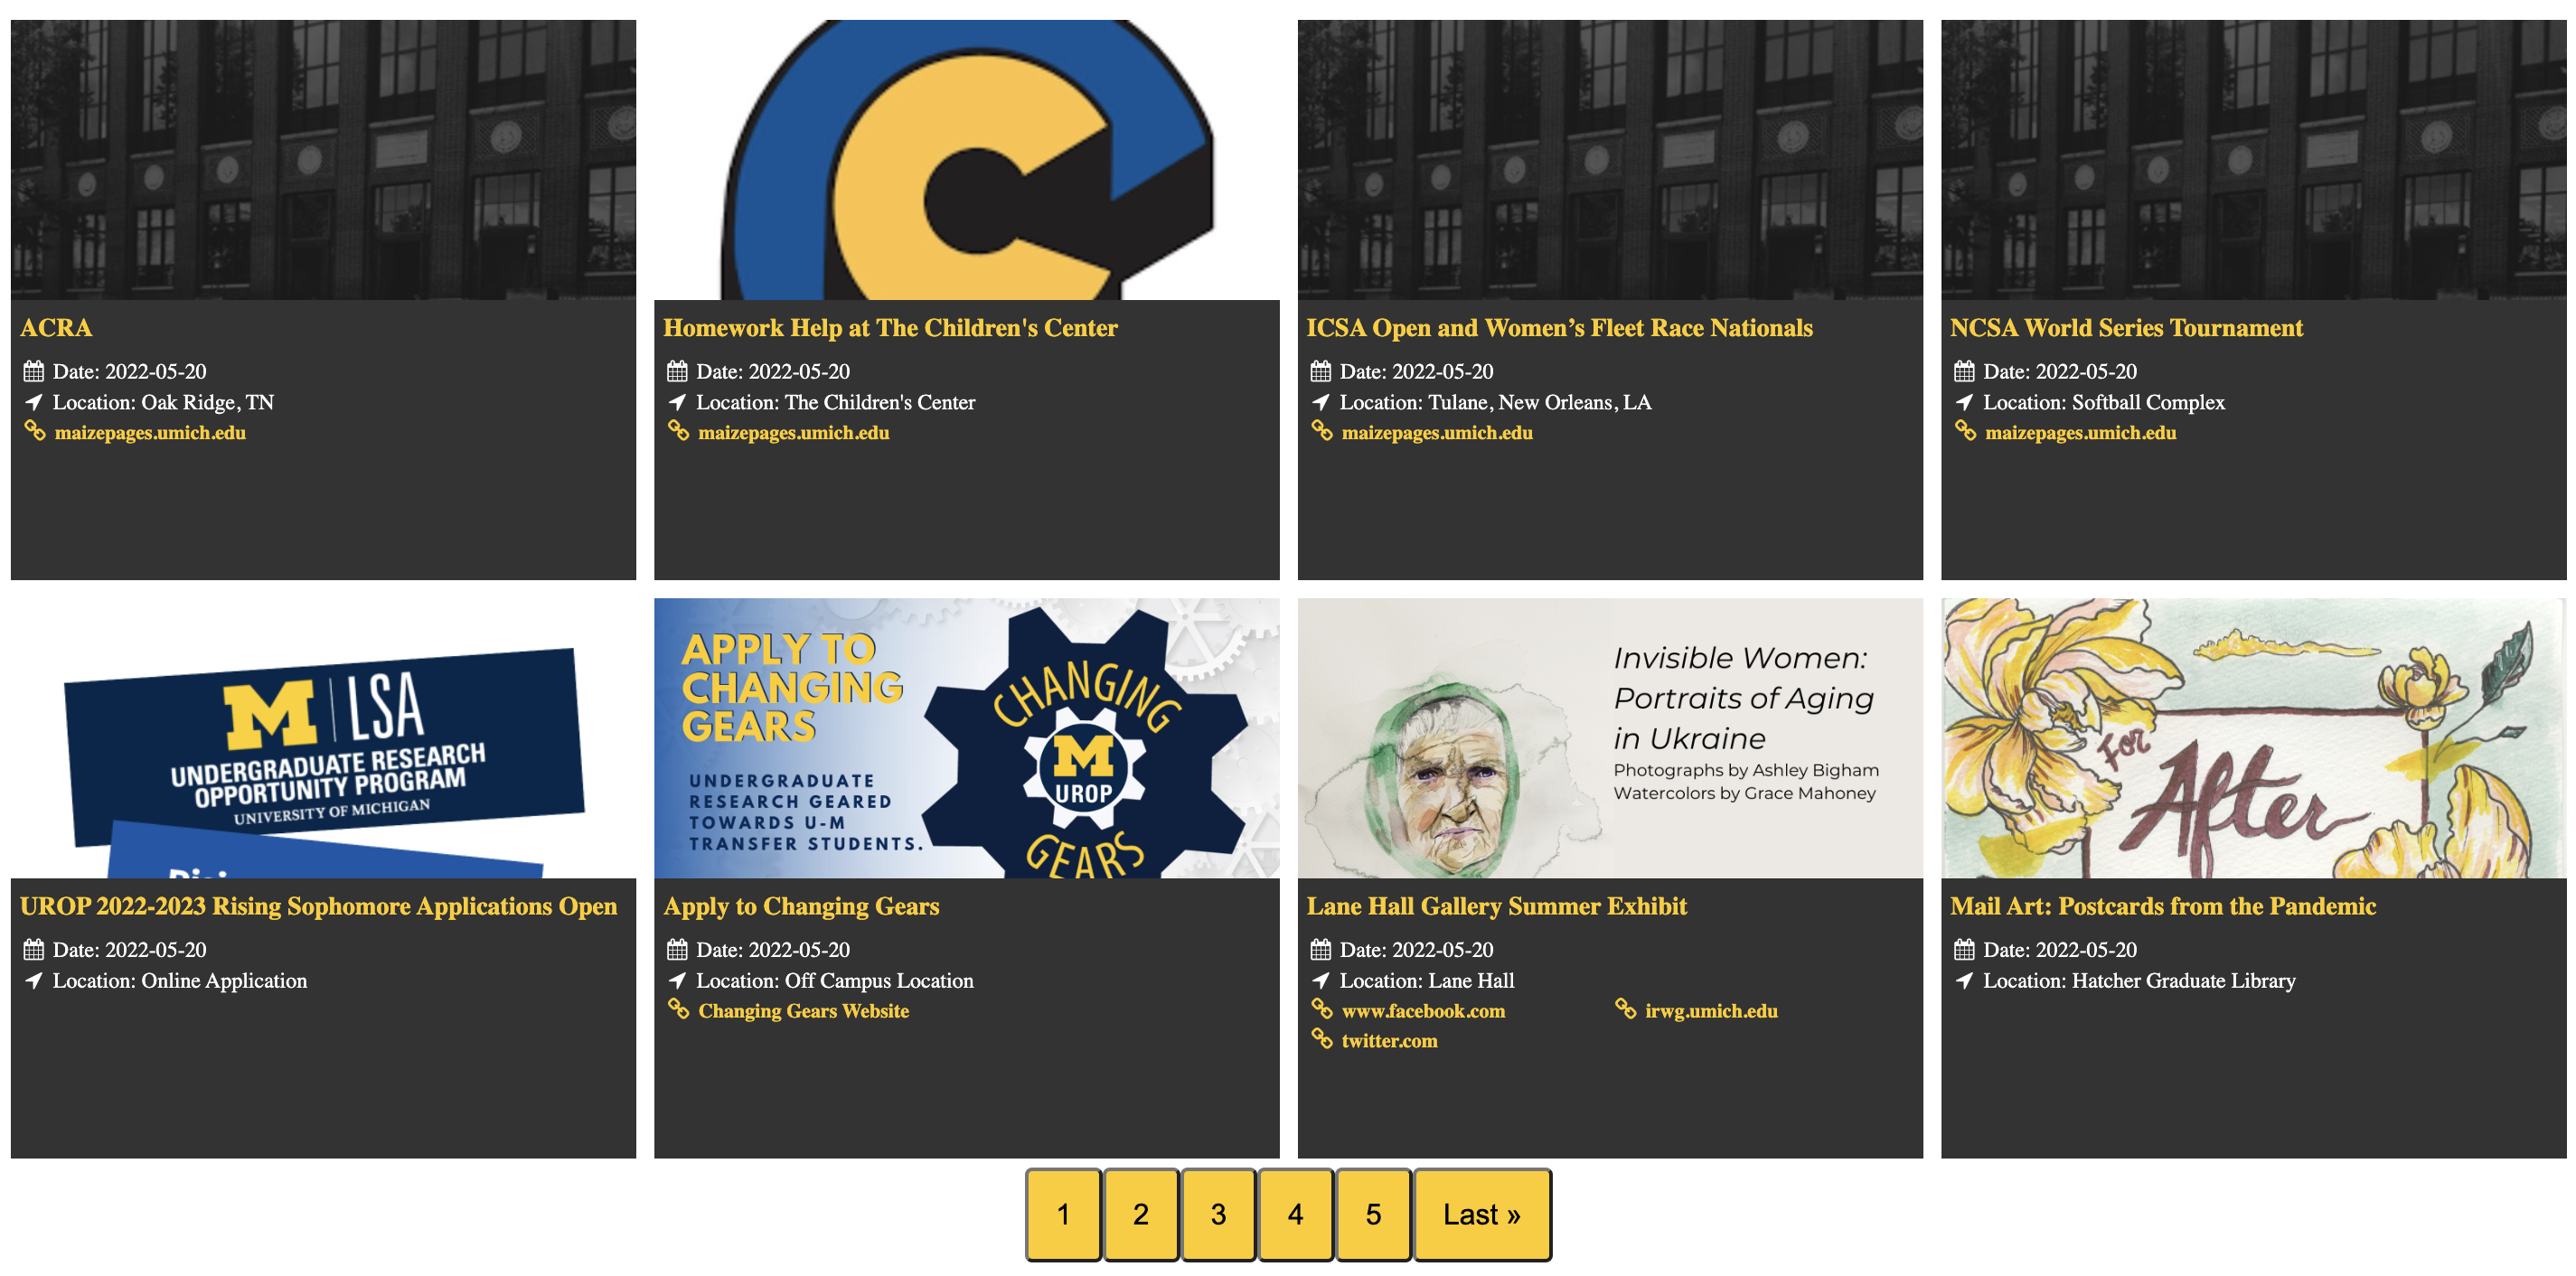 ACRA
Date: 2022-05-20
Location: Oak Ridge, TN
maizepages.umich.edu
Homework Help at The Children's Center
Date: 2022-05-20
Location: The Children's Center
maizepages.umich.edu
ICSA Open and Women’s Fleet Race Nationals
Date: 2022-05-20
Location: Tulane, New Orleans, LA
maizepages.umich.edu
NCSA World Series Tournament
Date: 2022-05-20
Location: Softball Complex
maizepages.umich.edu
M LSA
UNDERGRADUATE RESEARCH
OPPORTUNITY PROGRAM
UNIVERSITY OF MICHIGAN
UROP 2022-2023 Rising Sophomore Applications Open
Date: 2022-05-20
Location: Online Application
APPLY TO
CHANGING
GEARS
UNDERGRADUATE
RESEARCH GEARED
TOWARDS U-M
TRANSFER STUDENTS.
CHANGING
M
UROP
GEARS
Apply to Changing Gears
Date: 2022-05-20
Location: Off Campus Location
Changing Gears Website
Invisible Women:
Portraits of Aging
in Ukraine
Photographs by Ashley Bigham
Watercolors by Grace Mahoney
Lane Hall Gallery Summer Exhibit
Date: 2022-05-20
Location: Lane Hall
www.facebook.com irwg.umich.edu
twitter.com
For
After
Mail Art: Postcards from the Pandemic
Date: 2022-05-20
Location: Hatcher Graduate Library
1 2 3 4 5 Last »